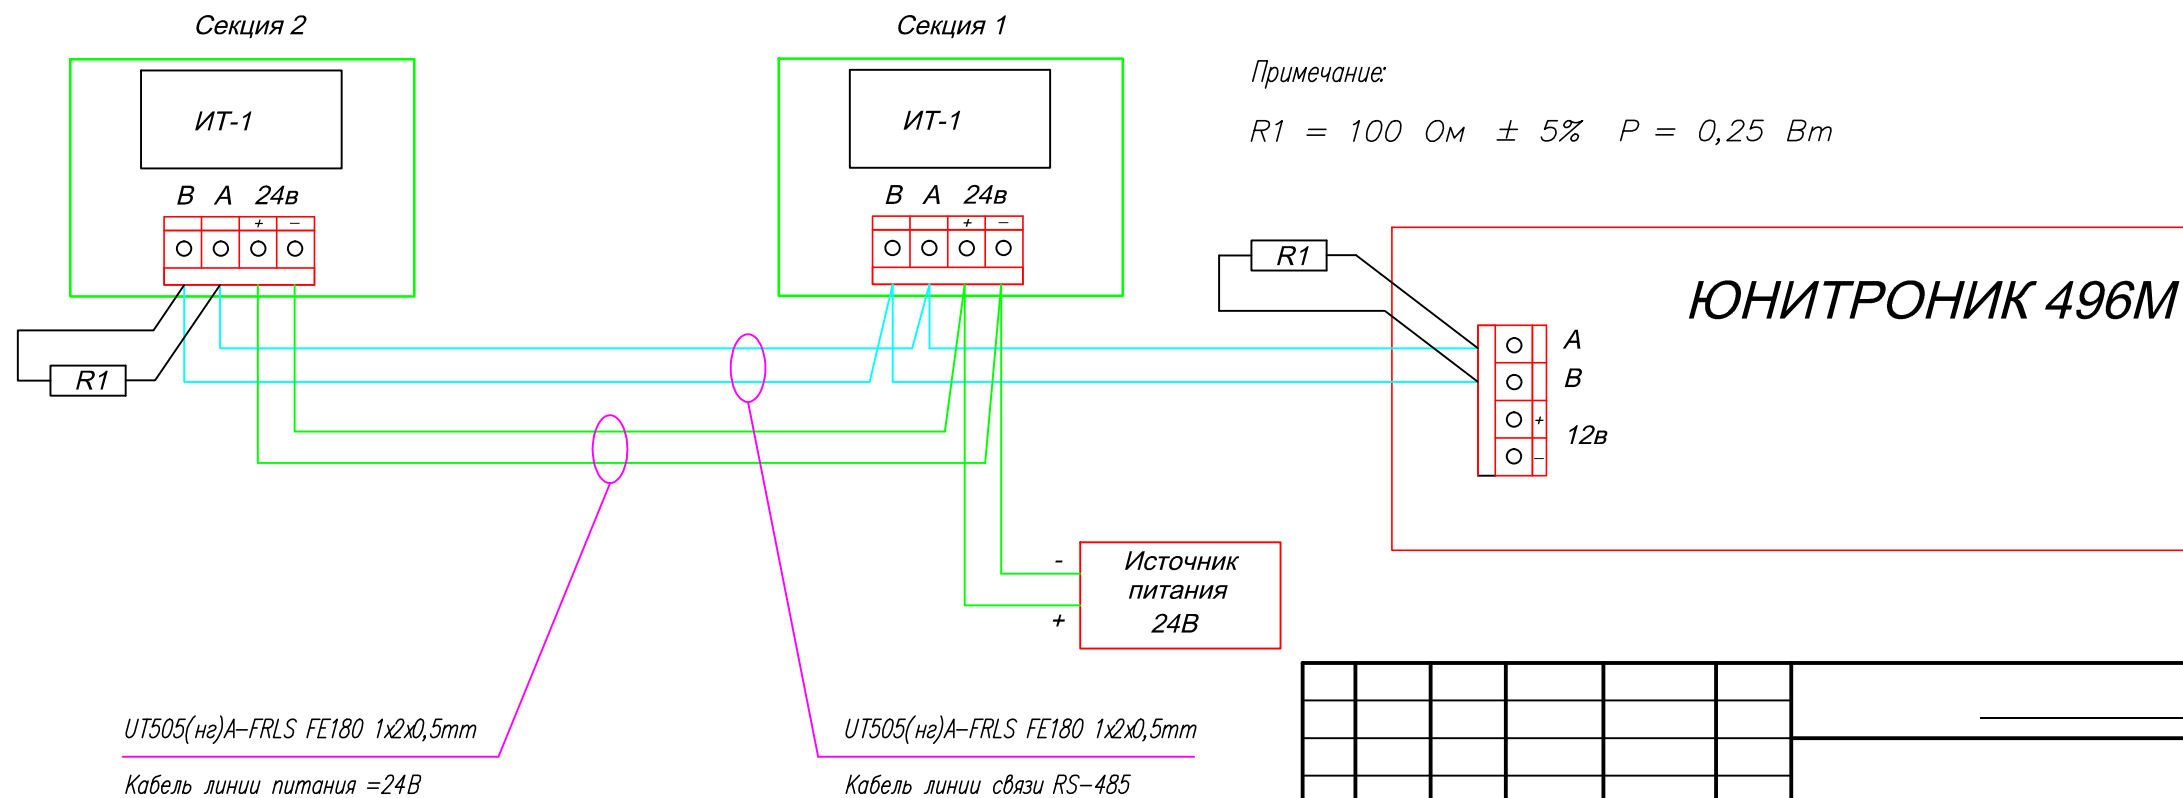 Секция 2
ИТ-1
В А 24в
+ −
R1
Секция 1
ИТ-1
В А 24в
+ −
Примечание:
R1 = 100 Ом ± 5% P = 0,25 Вт
R1
ЮНИТРОНИК 496М
А
В
+
12в
−
-
+
Источник
питания
24В
UT505(нг)А-FRLS FE180 1x2x0,5mm
Кабель линии питания =24В
UT505(нг)А-FRLS FE180 1x2x0,5mm
Кабель линии связи RS-485